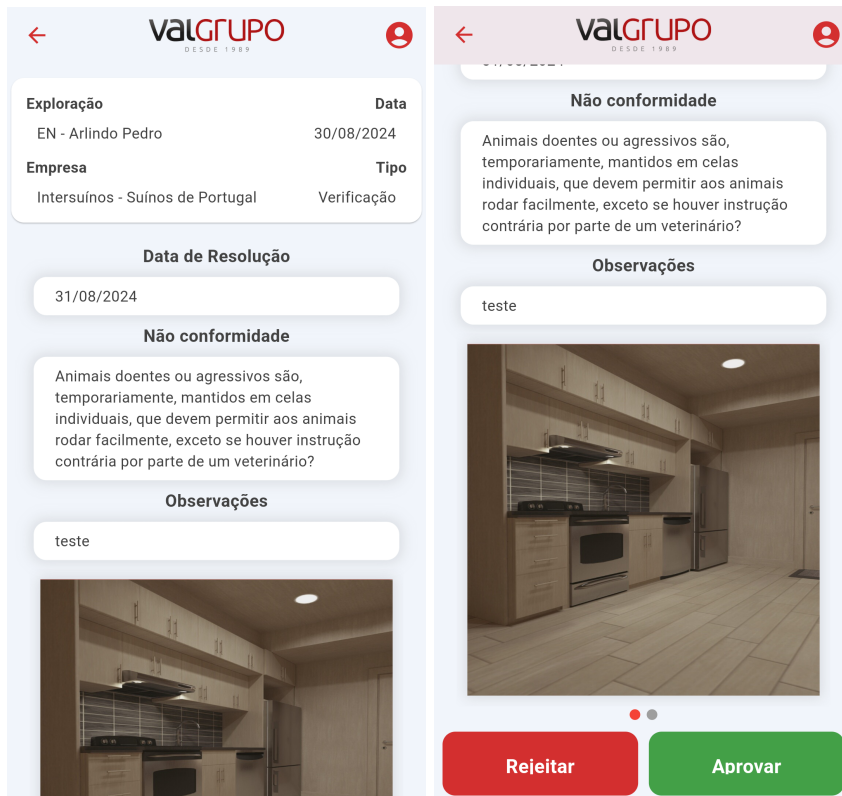 valGrupo
DESDE 1989
Exploração Data
EN - Arlindo Pedro 30/08/2024
Empresa Tipo
Intersuínos - Suínos de Portugal Verificação
Data de Resolução
31/08/2024
Não conformidade
Animais doentes ou agressivos são,
temporariamente, mantidos em celas
individuais, que devem permitir aos animais
rodar facilmente, exceto se houver instrução
contrária por parte de um veterinário?
Observações
teste
valGrupo
DESDE 1989
31/08/2024
Não conformidade
Animais doentes ou agressivos são,
temporariamente, mantidos em celas
individuais, que devem permitir aos animais
rodar facilmente, exceto se houver instrução
contrária por parte de um veterinário?
Observações
teste
Rejeitar Aprovar